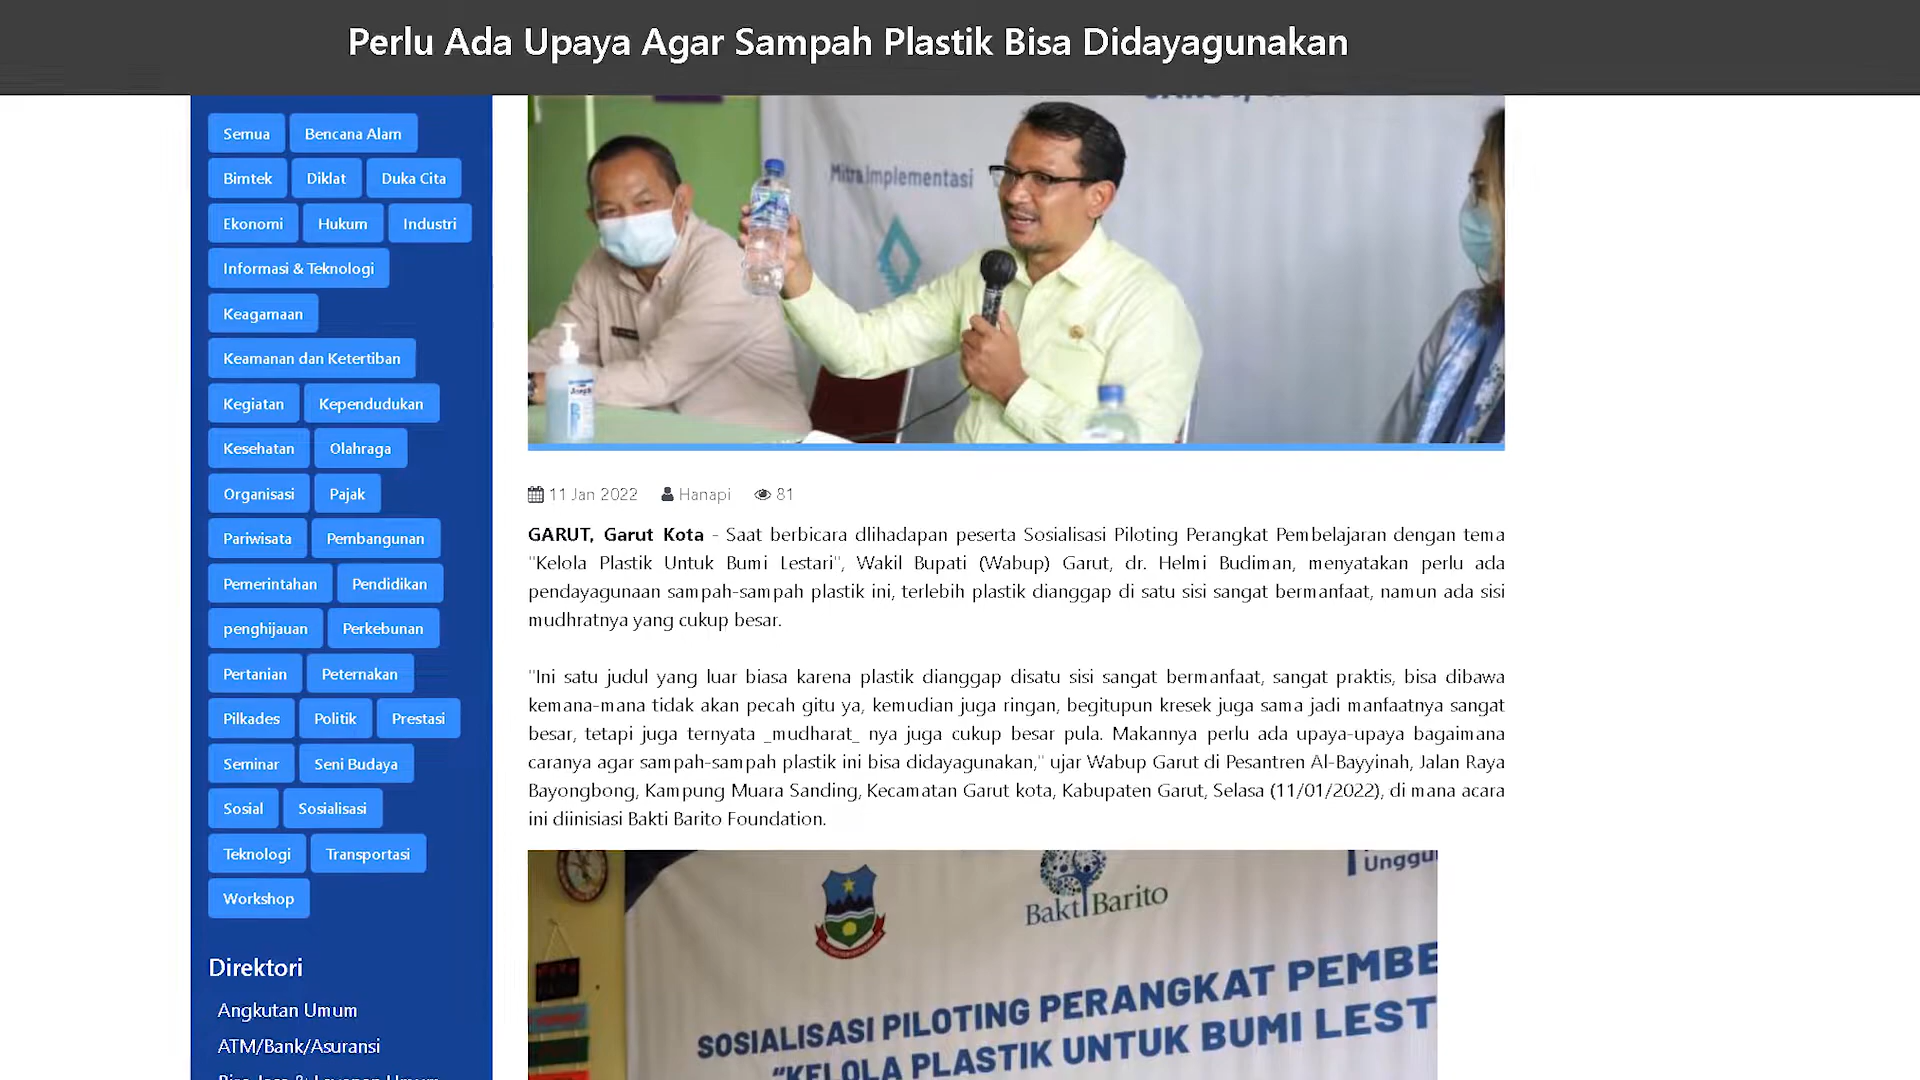 Perlu Ada Upaya Agar Sampah Plastik Bisa Didayagunakan
Semua Bencana Alam
Bimtek Diklat Duka Cita
Ekonomi Hukum Industri
Informasi & Teknologi
Keagamaan
Keamanan dan Ketertiban
Kegiatan Kependudukan
Kesehatan Olahraga
Organisasi Pajak
Pariwisata Pembangunan
Pemerintahan Pendidikan
penghijauan Perkebunan
Pertanian Peternakan
Pilkades Politik Prestasi
Seminar Seni Budaya
Sosial Sosialisasi
Teknologi Transportasi
Workshop
Direktori
Angkutan Umum
ATM/Bank/Asuransi
Mitra Implementasi
11 Jan 2022 Hanapi 81
GARUT, Garut Kota - Saat berbicara dlihadapan peserta Sosialisasi Piloting Perangkat Pembelajaran dengan tema
"Kelola Plastik Untuk Bumi Lestari", Wakil Bupati (Wabup) Garut, dr. Helmi Budiman, menyatakan perlu ada
pendayagunaan sampah-sampah plastik ini, terlebih plastik dianggap di satu sisi sangat bermanfaat, namun ada sisi
mudhratnya yang cukup besar.
"Ini satu judul yang luar biasa karena plastik dianggap disatu sisi sangat bermanfaat, sangat praktis, bisa dibawa
kemana-mana tidak akan pecah gitu ya, kemudian juga ringan, begitupun kresek juga sama jadi manfaatnya sangat
besar, tetapi juga ternyata _mudharat_ nya juga cukup besar pula. Makannya perlu ada upaya-upaya bagaimana
caranya agar sampah-sampah plastik ini bisa didayagunakan," ujar Wabup Garut di Pesantren Al-Bayyinah, Jalan Raya
Bayongbong, Kampung Muara Sanding, Kecamatan Garut kota, Kabupaten Garut, Selasa (11/01/2022), di mana acara
ini diinisiasi Bakti Barito Foundation.
Unggu
Bakti Barito
SOSIALISASI PILOTING PERANGKAT PEMBE
"KELOLA PLASTIK UNTUK BUMI LEST